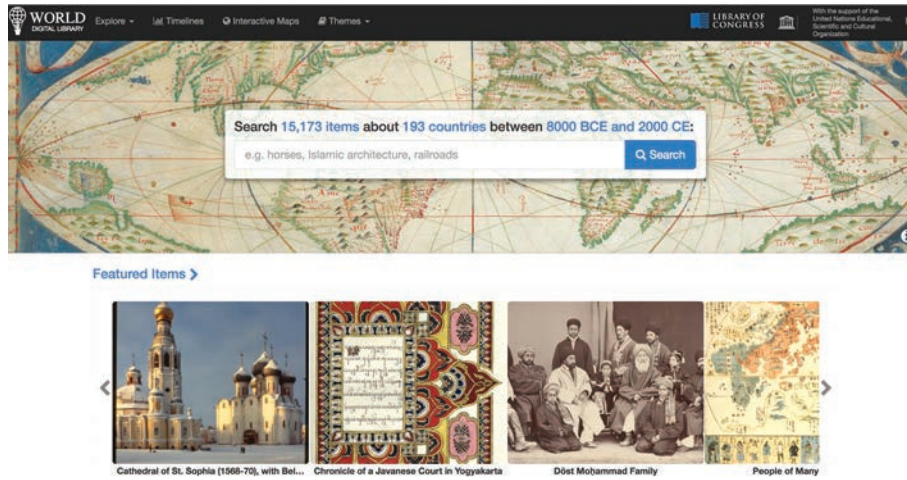 WORLD
DIGITAL LIBRARY
Explore
Timelines
Interactive Maps
Themes
LIBRARY OF
CONGRESS
With the support of the
United Nations Educational,
Scientific and Cultural
Organization
Search 15,173 items about 193 countries between 8000 BCE and 2000 CE:
e.g. horses, Islamic architecture, railroads
Search
Featured Items
Cathedral of St. Sophia (1568-70), with Bel...
Chronicle of a Javanese Court in Yogyakarta
Dōst Moḥammad Family
People of Many